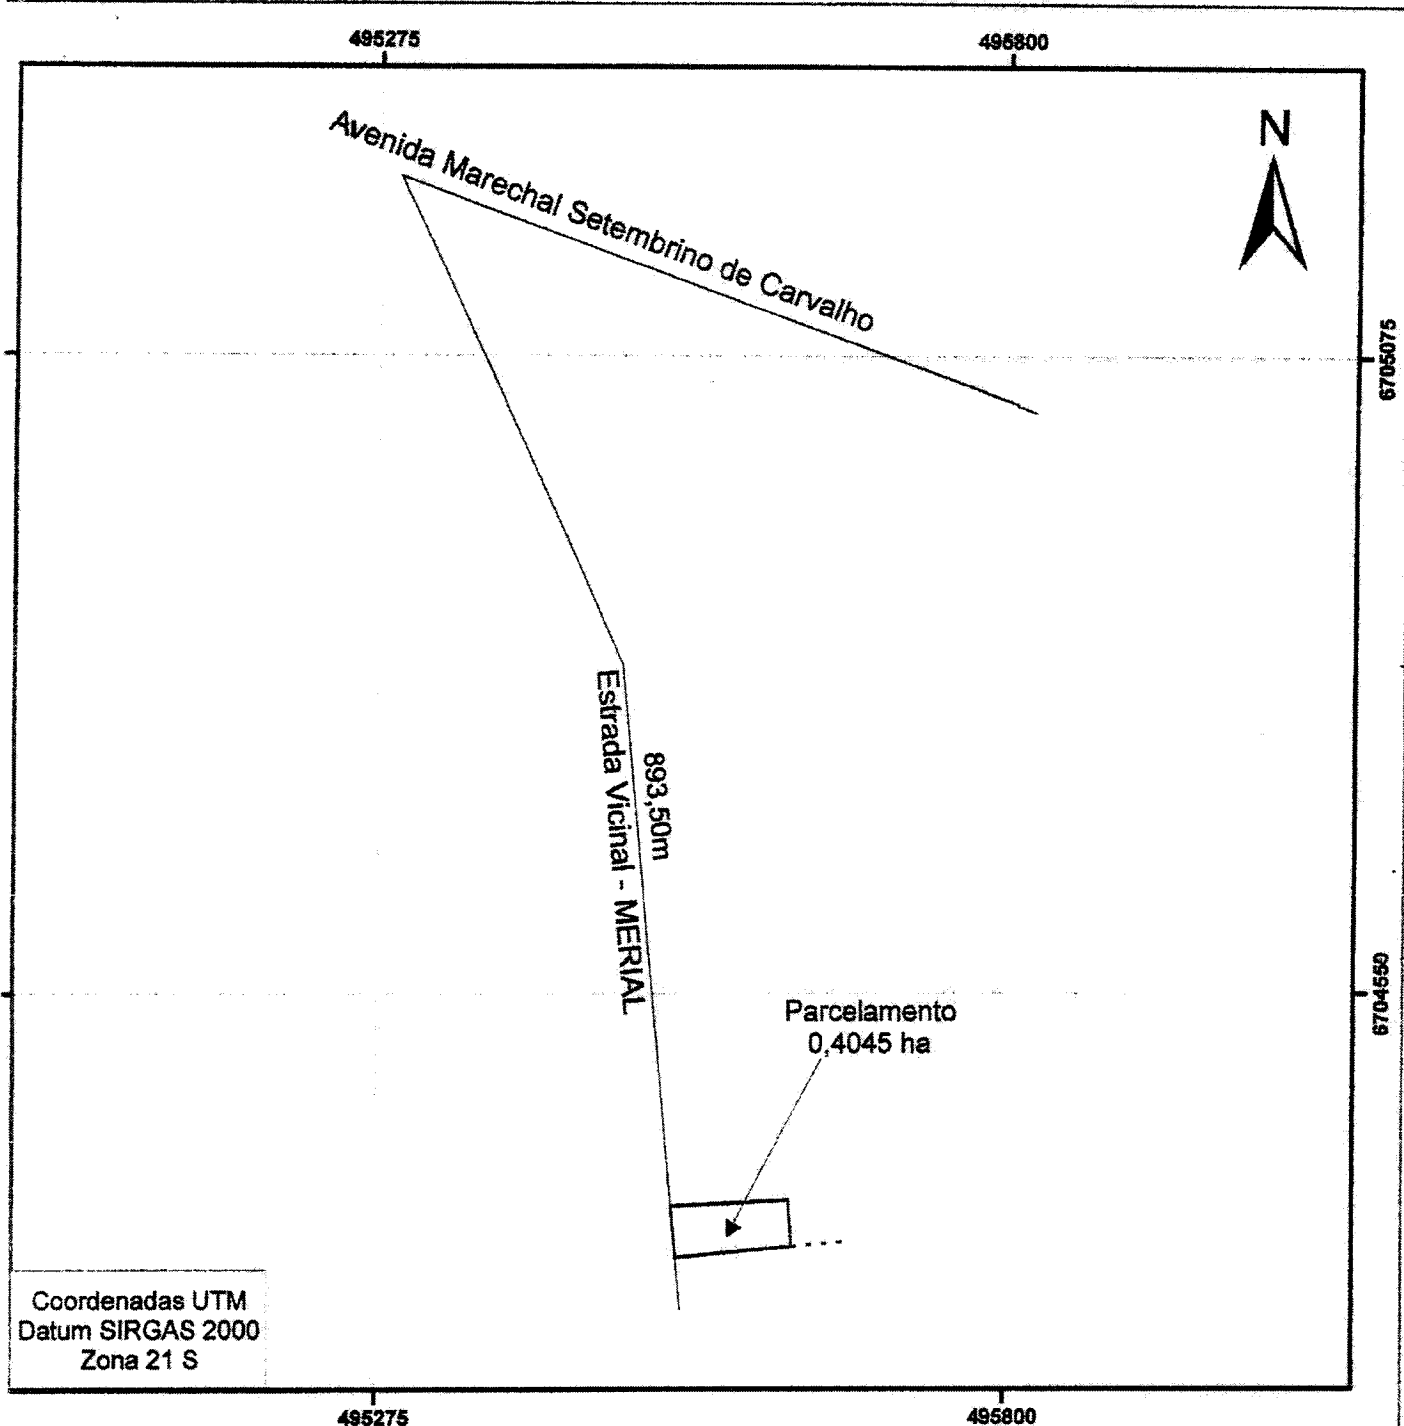 495275
495800
N
Avenida Marechal Setembrino de Carvalho
6705075
893,50m
Estrada Vicinal - MERIAL
6704550
Parcelamento
0,4045 ha
Coordenadas UTM
Datum SIRGAS 2000
Zona 21 S
495275
495800